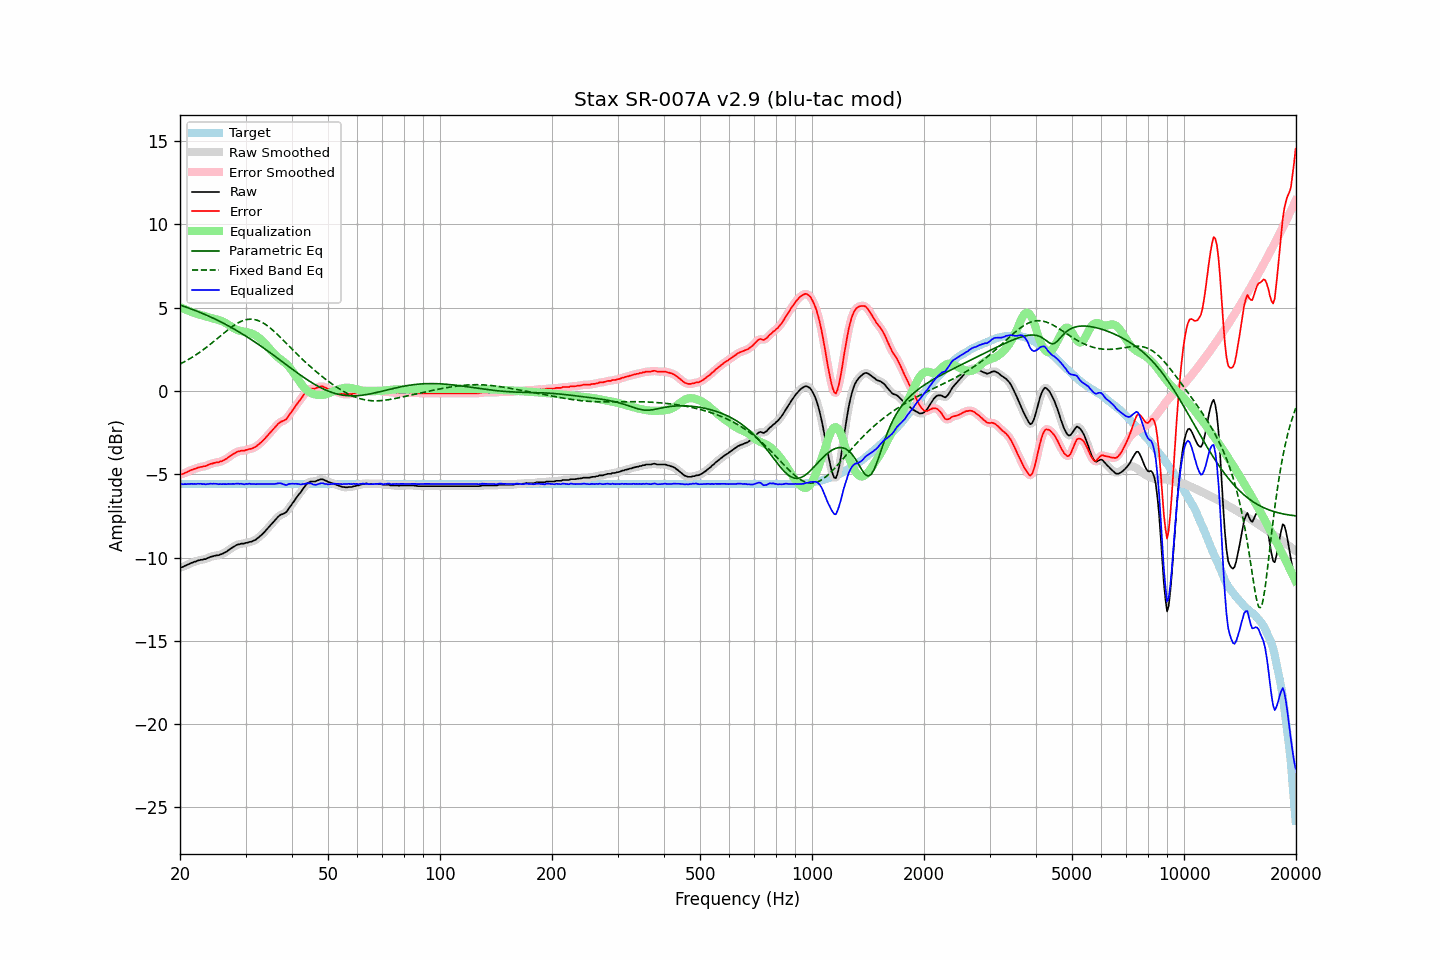 Stax SR-007A v2.9 (blu-tac mod)
Target
Raw Smoothed
Error Smoothed
Raw
Error
Equalization
Parametric Eq
Fixed Band Eq
Equalized
15
10
5
0
−5
−10
−15
−20
−25
Amplitude (dBr)
20
50
100
200
500
1000
2000
5000
10000
20000
Frequency (Hz)